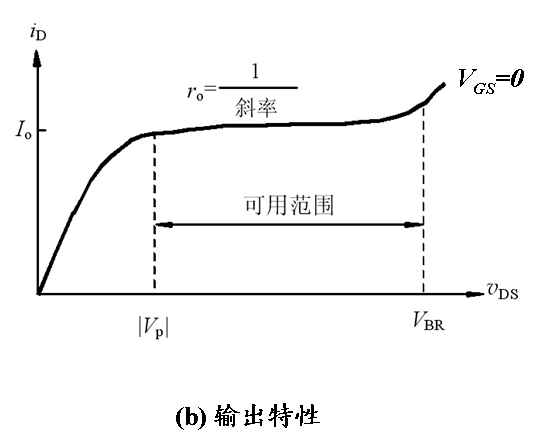 iD
VGS=0
ro=1/斜率
Io
可用范围
vDS
|Vp|
VBR
(b) 输出特性